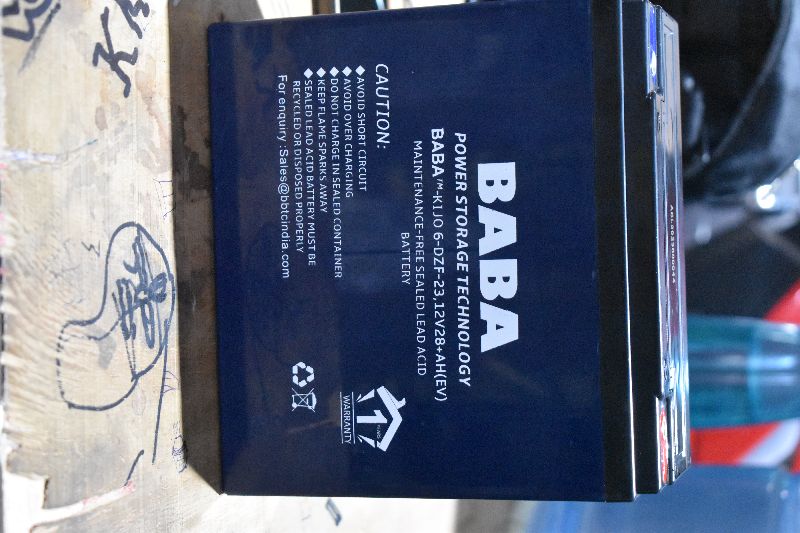 BABA
POWER STORAGE TECHNOLOGY
BABA™-KIJO 6-DZF-23,12V28+AH(EV)
MAINTENANCE-FREE SEALED LEAD ACID
BATTERY
CAUTION:
◆ AVOID SHORT CIRCUIT
◆ AVOID OVER CHARGING
◆ DO NOT CHARGE IN SEALED CONTAINER
◆ KEEP FLAME SPARKS AWAY
◆ SEALED LEAD ACID BATTERY MUST BE
RECYCLED OR DISPOSED PROPERLY
For enquiry :Sales@bbtcindia.com
1
WARRANTY